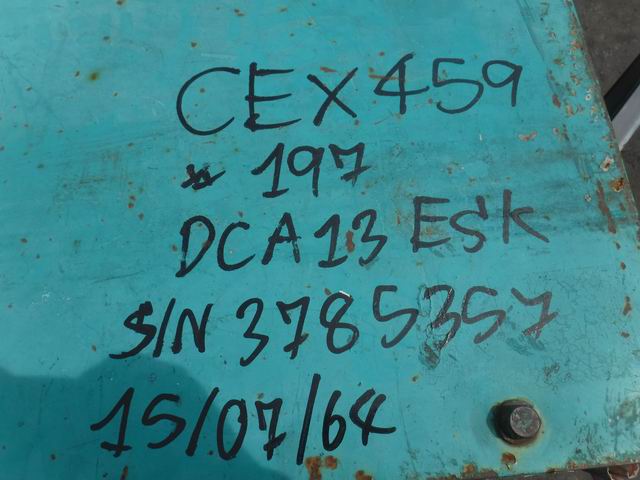 CEX459
# 197
DCA13 ESK
S/N 3785357
15/07/64